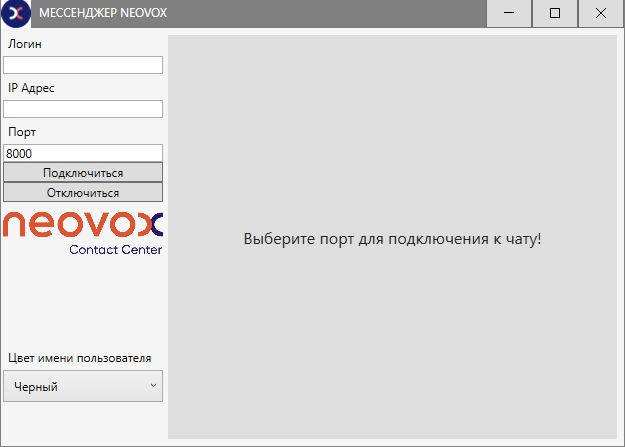 МЕССЕНДЖЕР NEOVOX
Логин
IP Адрес
Порт
8000
Подключиться
Отключиться
neovox
Contact Center
Выберите порт для подключения к чату!
Цвет имени пользователя
Черный